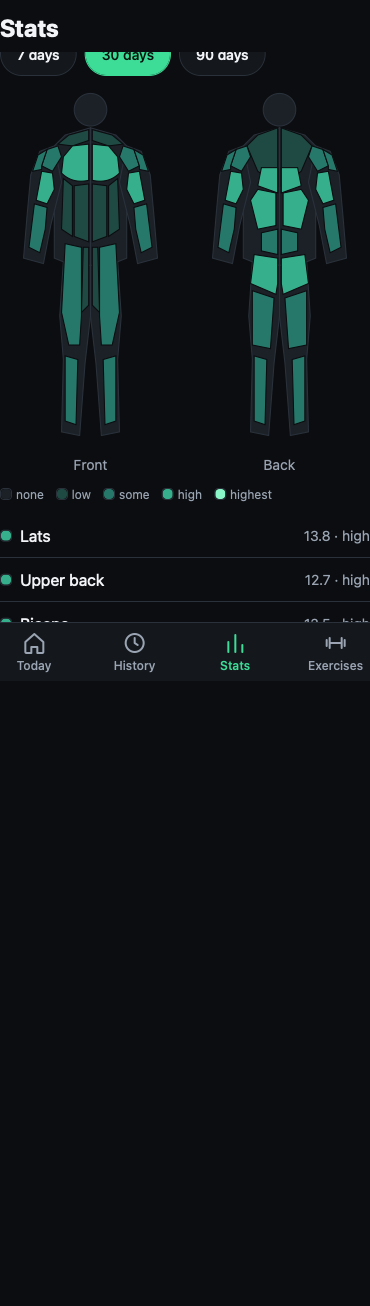 Stats
7 days 30 days 90 days
Front Back
none low some high highest
Lats 13.8 · high
Upper back 12.7 · high
Today History Stats Exercises